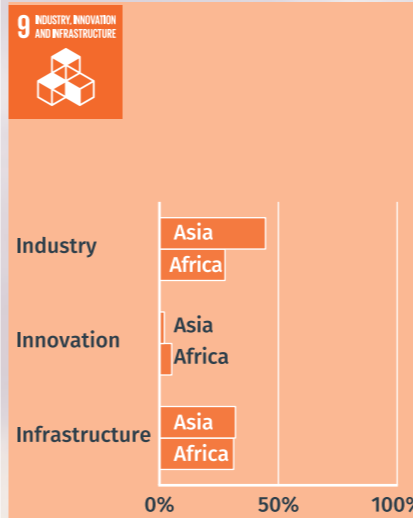 9 INDUSTRY, INNOVATION
AND INFRASTRUCTURE
Industry
Asia
Africa
Innovation
Asia
Africa
Infrastructure
Asia
Africa
0% 50% 100%